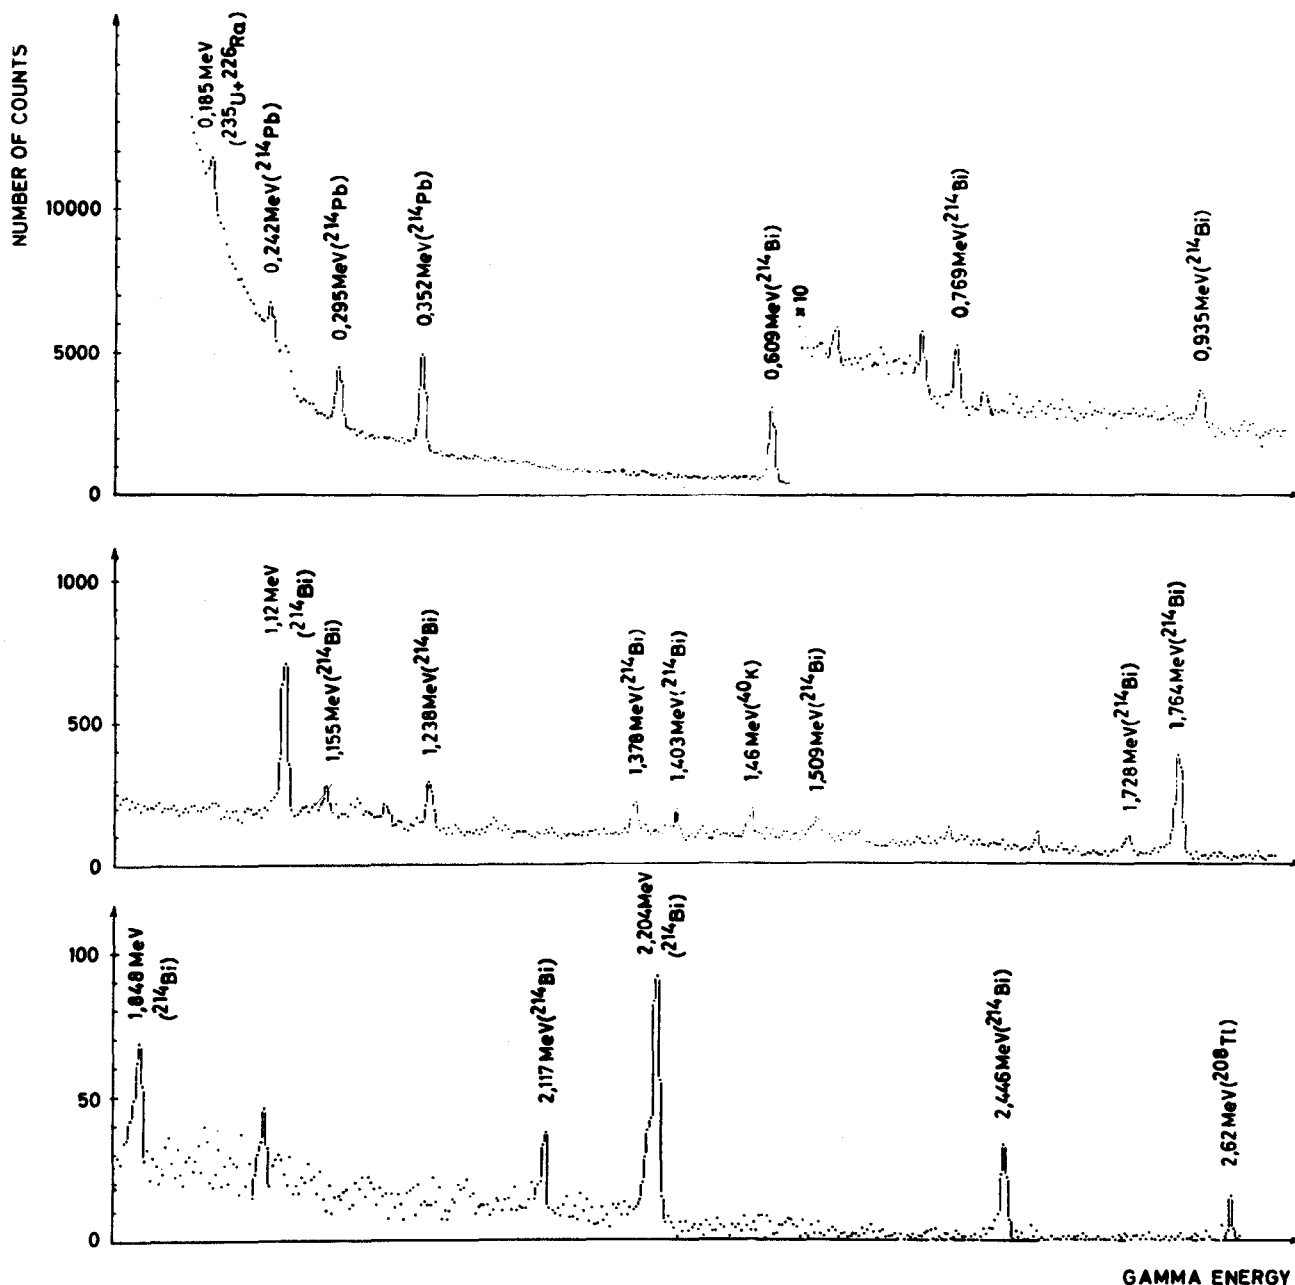 NUMBER OF COUNTS
10000
5000
0
0,185 MeV
(235U+226Ra)
0,242 MeV (214Pb)
0,295 MeV (214Pb)
0,352 MeV (214Pb)
0,609 MeV (214Bi)
× 10
0,769 MeV (214Bi)
0,935 MeV (214Bi)
1000
500
0
1,12 MeV
(214Bi)
1,155 MeV (214Bi)
1,238 MeV (214Bi)
1,378 MeV (214Bi)
1,403 MeV (214Bi)
1,46 MeV (40K)
1,509 MeV (214Bi)
1,728 MeV (214Bi)
1,764 MeV (214Bi)
100
50
0
1,848 MeV
(214Bi)
2,117 MeV (214Bi)
2,204 MeV
(214Bi)
2,446 MeV (214Bi)
2,62 MeV (208Tl)
GAMMA ENERGY